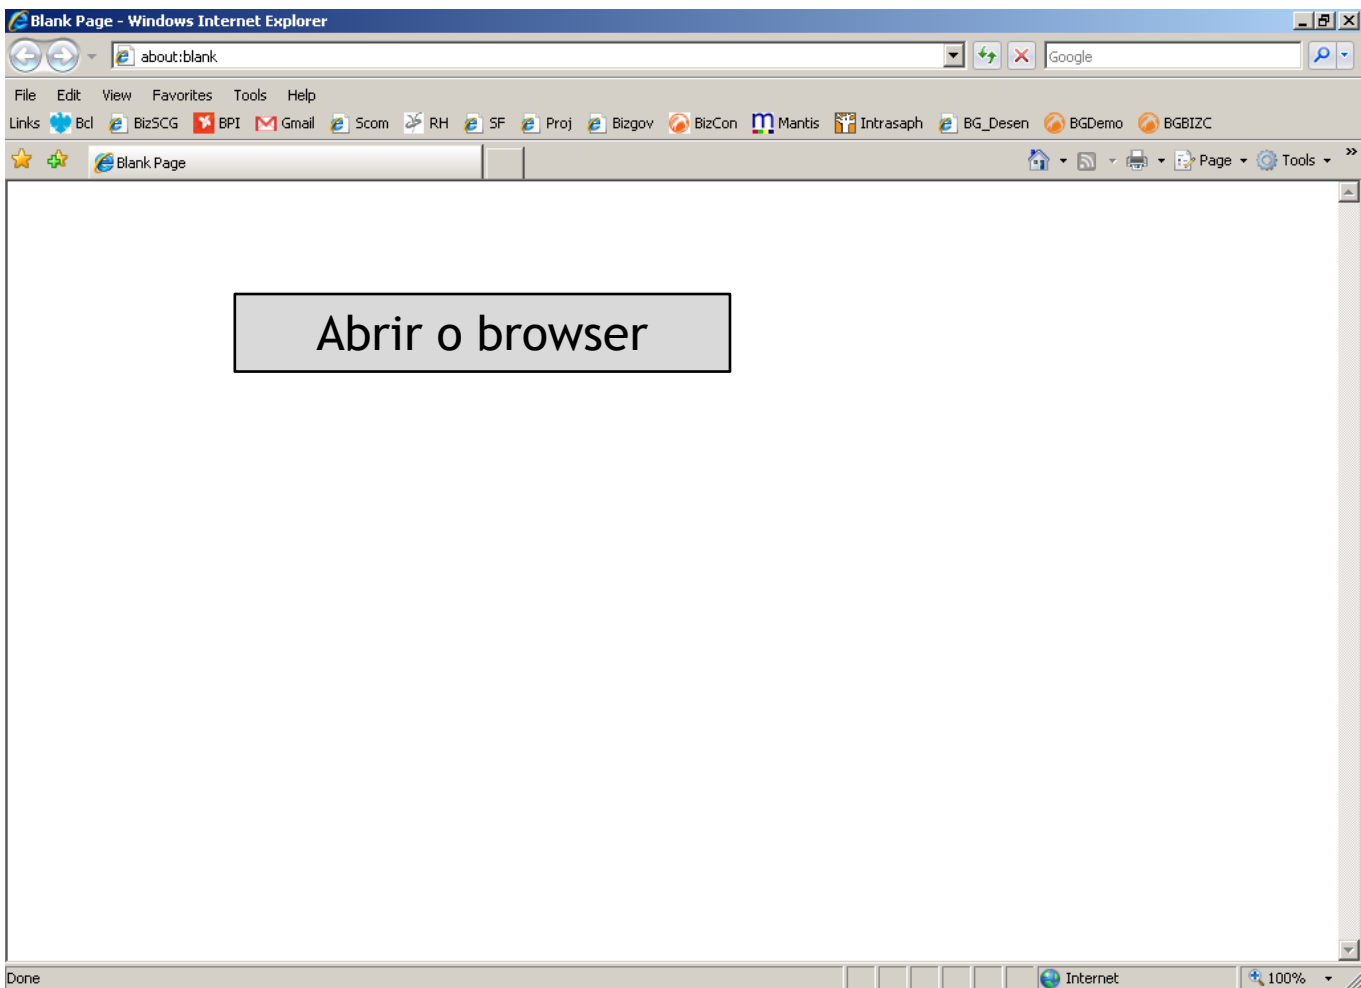 Blank Page - Windows Internet Explorer
about:blank
Google
File Edit View Favorites Tools Help
Links Bcl BizSCG BPI Gmail Scom RH SF Proj Bizgov BizCon Mantis Intrasaph BG_Desen BGDemo BGBIZC
Blank Page
Page Tools
Abrir o browser
Done Internet 100%